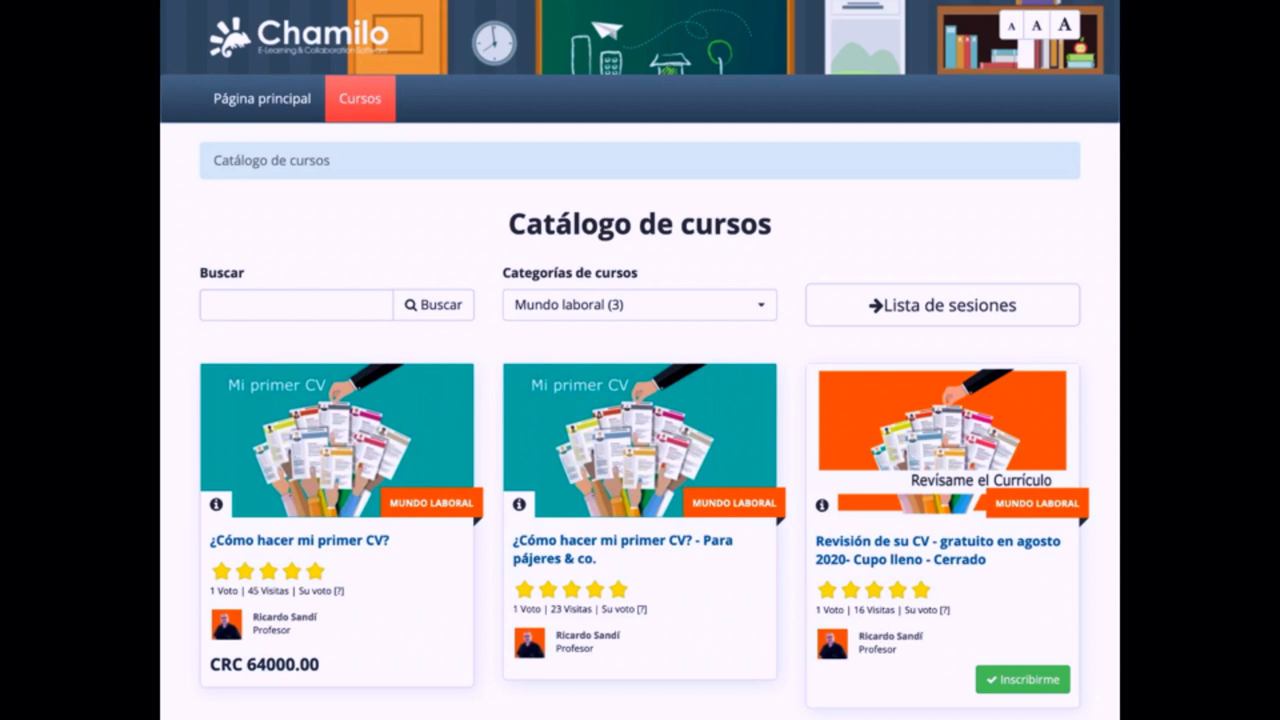 Chamilo
E-Learning & Collaboration Software
A A A
Página principal
Cursos
Catálogo de cursos
Catálogo de cursos
Buscar
Categorías de cursos
Buscar
Mundo laboral (3)
Lista de sesiones
Mi primer CV
MUNDO LABORAL
¿Cómo hacer mi primer CV?
1 Voto | 45 Visitas | Su voto [?]
Ricardo Sandí
Profesor
CRC 64000.00
Mi primer CV
MUNDO LABORAL
¿Cómo hacer mi primer CV? - Para
pájeres & co.
1 Voto | 23 Visitas | Su voto [?]
Ricardo Sandí
Profesor
Revísame el Currículo
MUNDO LABORAL
Revisión de su CV - gratuito en agosto
2020- Cupo lleno - Cerrado
1 Voto | 16 Visitas | Su voto [?]
Ricardo Sandí
Profesor
Inscribirme